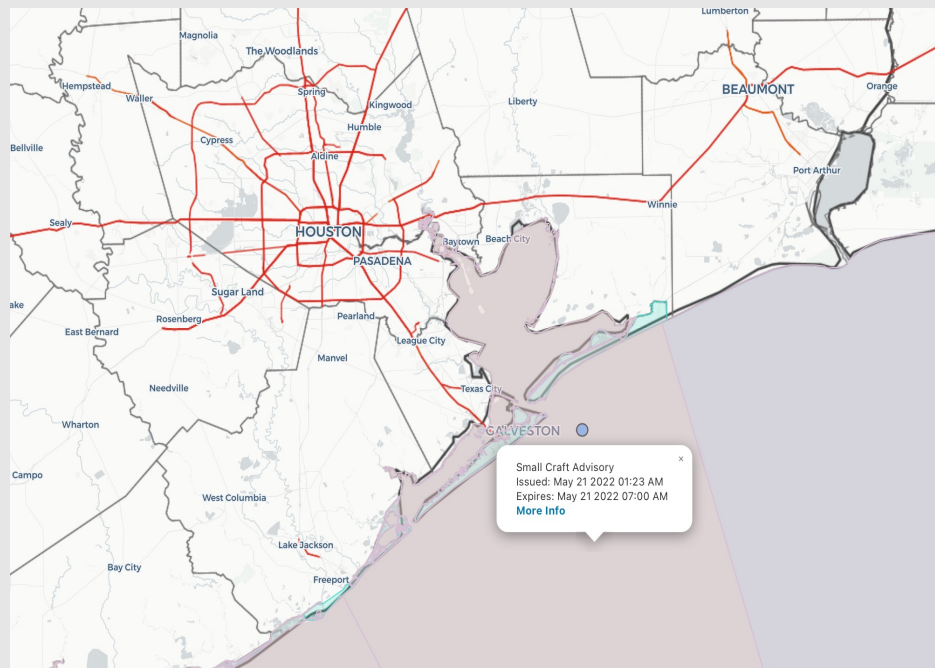 Lumberton
Magnolia
The Woodlands
Hempstead
Waller
Spring
Kingwood
Liberty
BEAUMONT
Orange
Humble
Cypress
Bellville
Aldine
Port Arthur
Winnie
Sealy
HOUSTON
Baytown
Beach City
PASADENA
Sugar Land
ake
Rosenberg
Pearland
East Bernard
League City
Manvel
Needville
Texas City
Wharton
GALVESTON
Campo
Small Craft Advisory
×
Issued: May 21 2022 01:23 AM
Expires: May 21 2022 07:00 AM
More Info
West Columbia
Lake Jackson
Bay City
Freeport